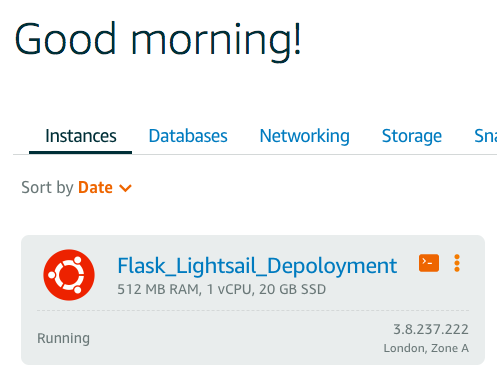 Good morning!
Instances Databases Networking Storage Sna
Sort by Date
Flask_Lightsail_Depoloyment
512 MB RAM, 1 vCPU, 20 GB SSD
Running
3.8.237.222
London, Zone A